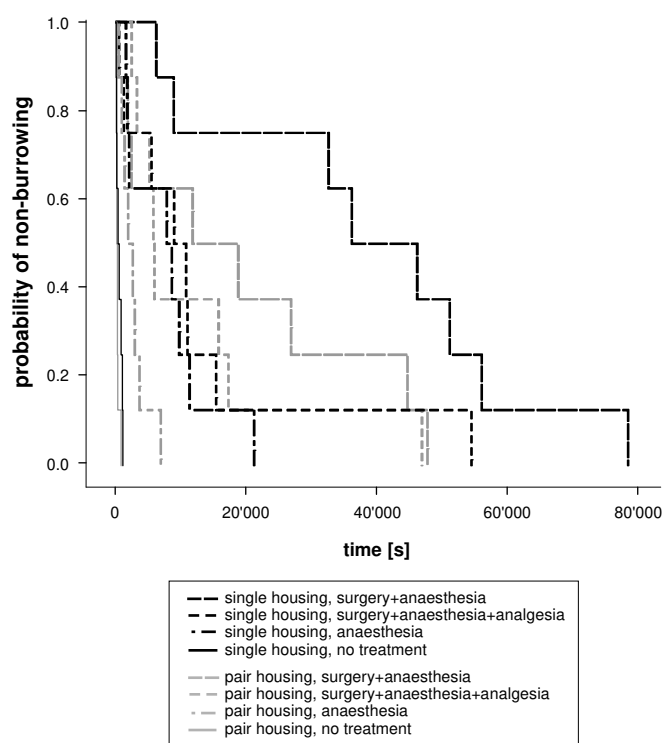 1.0
0.8
0.6
0.4
0.2
0.0
probability of non-burrowing
0
20'000
40'000
60'000
80'000
time [s]
single housing, surgery+anaesthesia
single housing, surgery+anaesthesia+analgesia
single housing, anaesthesia
single housing, no treatment
pair housing, surgery+anaesthesia
pair housing, surgery+anaesthesia+analgesia
pair housing, anaesthesia
pair housing, no treatment